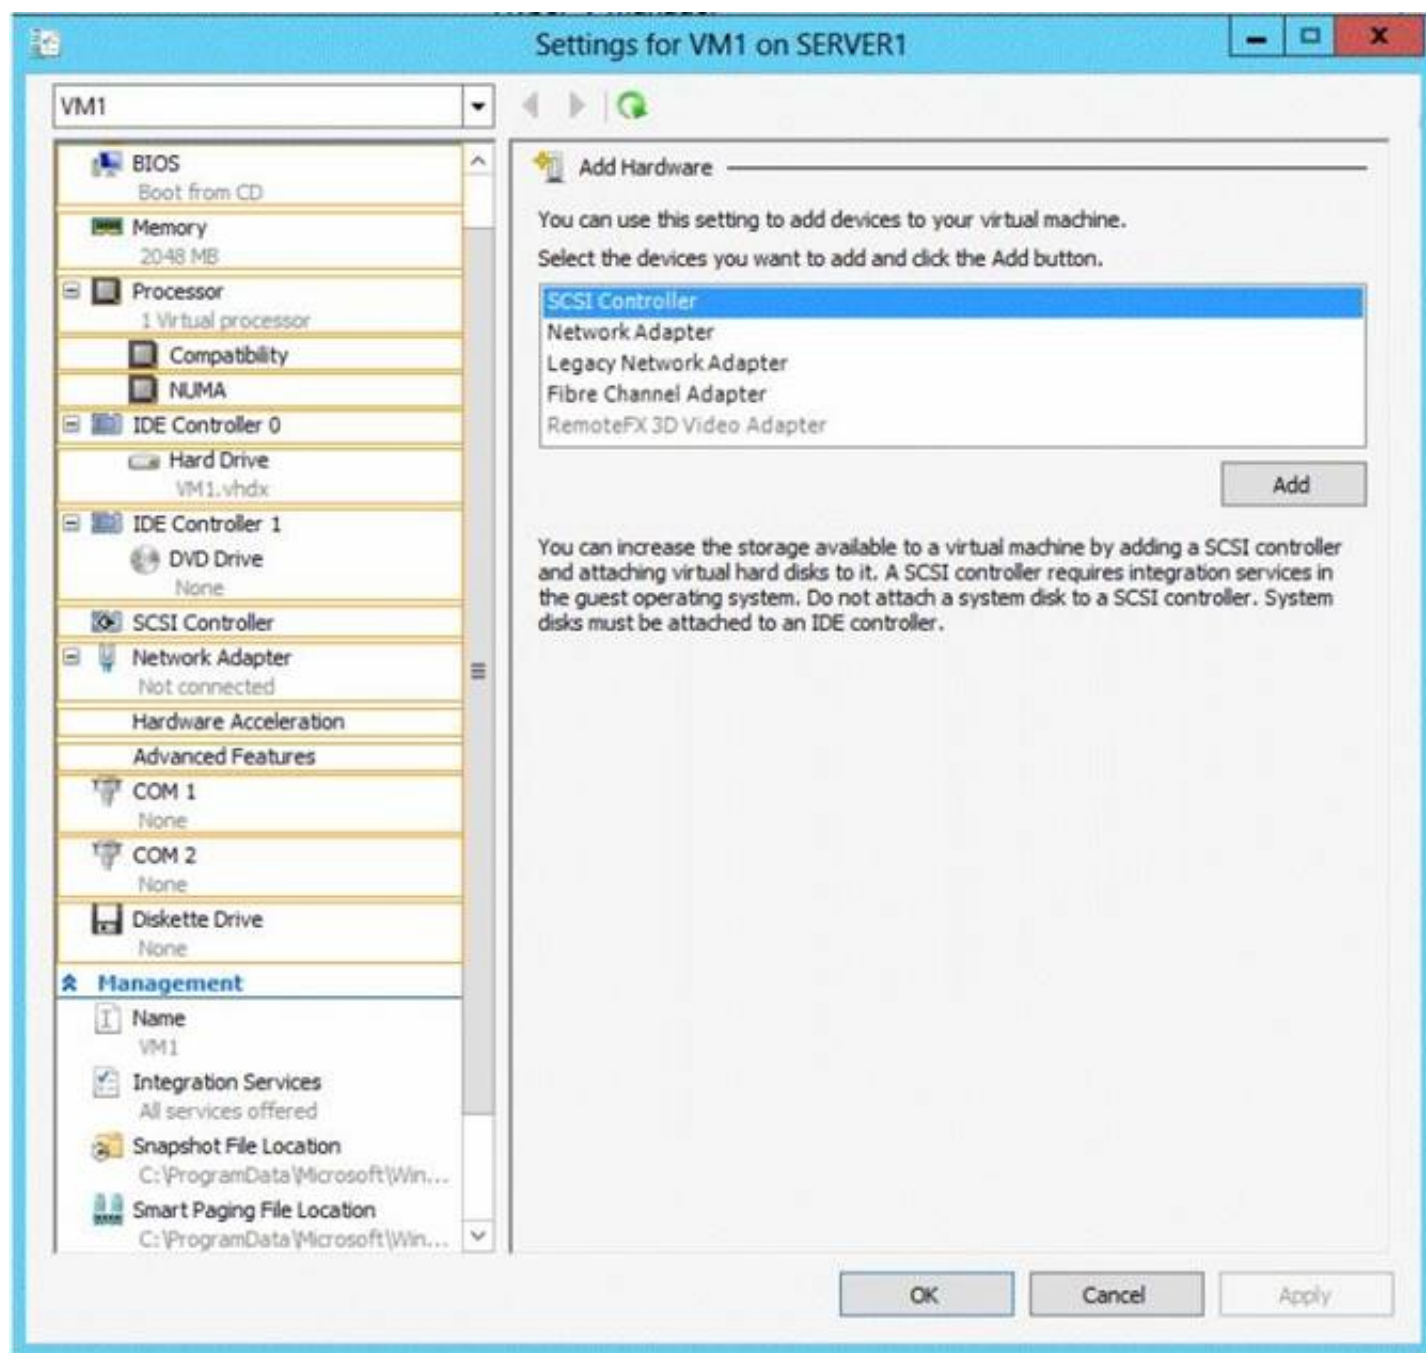 Settings for VM1 on SERVER1
VM1
BIOS
Boot from CD
Memory
2048 MB
Processor
1 Virtual processor
Compatibility
NUMA
IDE Controller 0
Hard Drive
VM1.vhdx
IDE Controller 1
DVD Drive
None
SCSI Controller
Network Adapter
Not connected
Hardware Acceleration
Advanced Features
COM 1
None
COM 2
None
Diskette Drive
None
Management
Name
VM1
Integration Services
All services offered
Snapshot File Location
C:\ProgramData\Microsoft\Win...
Smart Paging File Location
C:\ProgramData\Microsoft\Win...
Add Hardware
You can use this setting to add devices to your virtual machine.
Select the devices you want to add and click the Add button.
SCSI Controller
Network Adapter
Legacy Network Adapter
Fibre Channel Adapter
RemoteFX 3D Video Adapter
Add
You can increase the storage available to a virtual machine by adding a SCSI controller
and attaching virtual hard disks to it. A SCSI controller requires integration services in
the guest operating system. Do not attach a system disk to a SCSI controller. System
disks must be attached to an IDE controller.
OK
Cancel
Apply